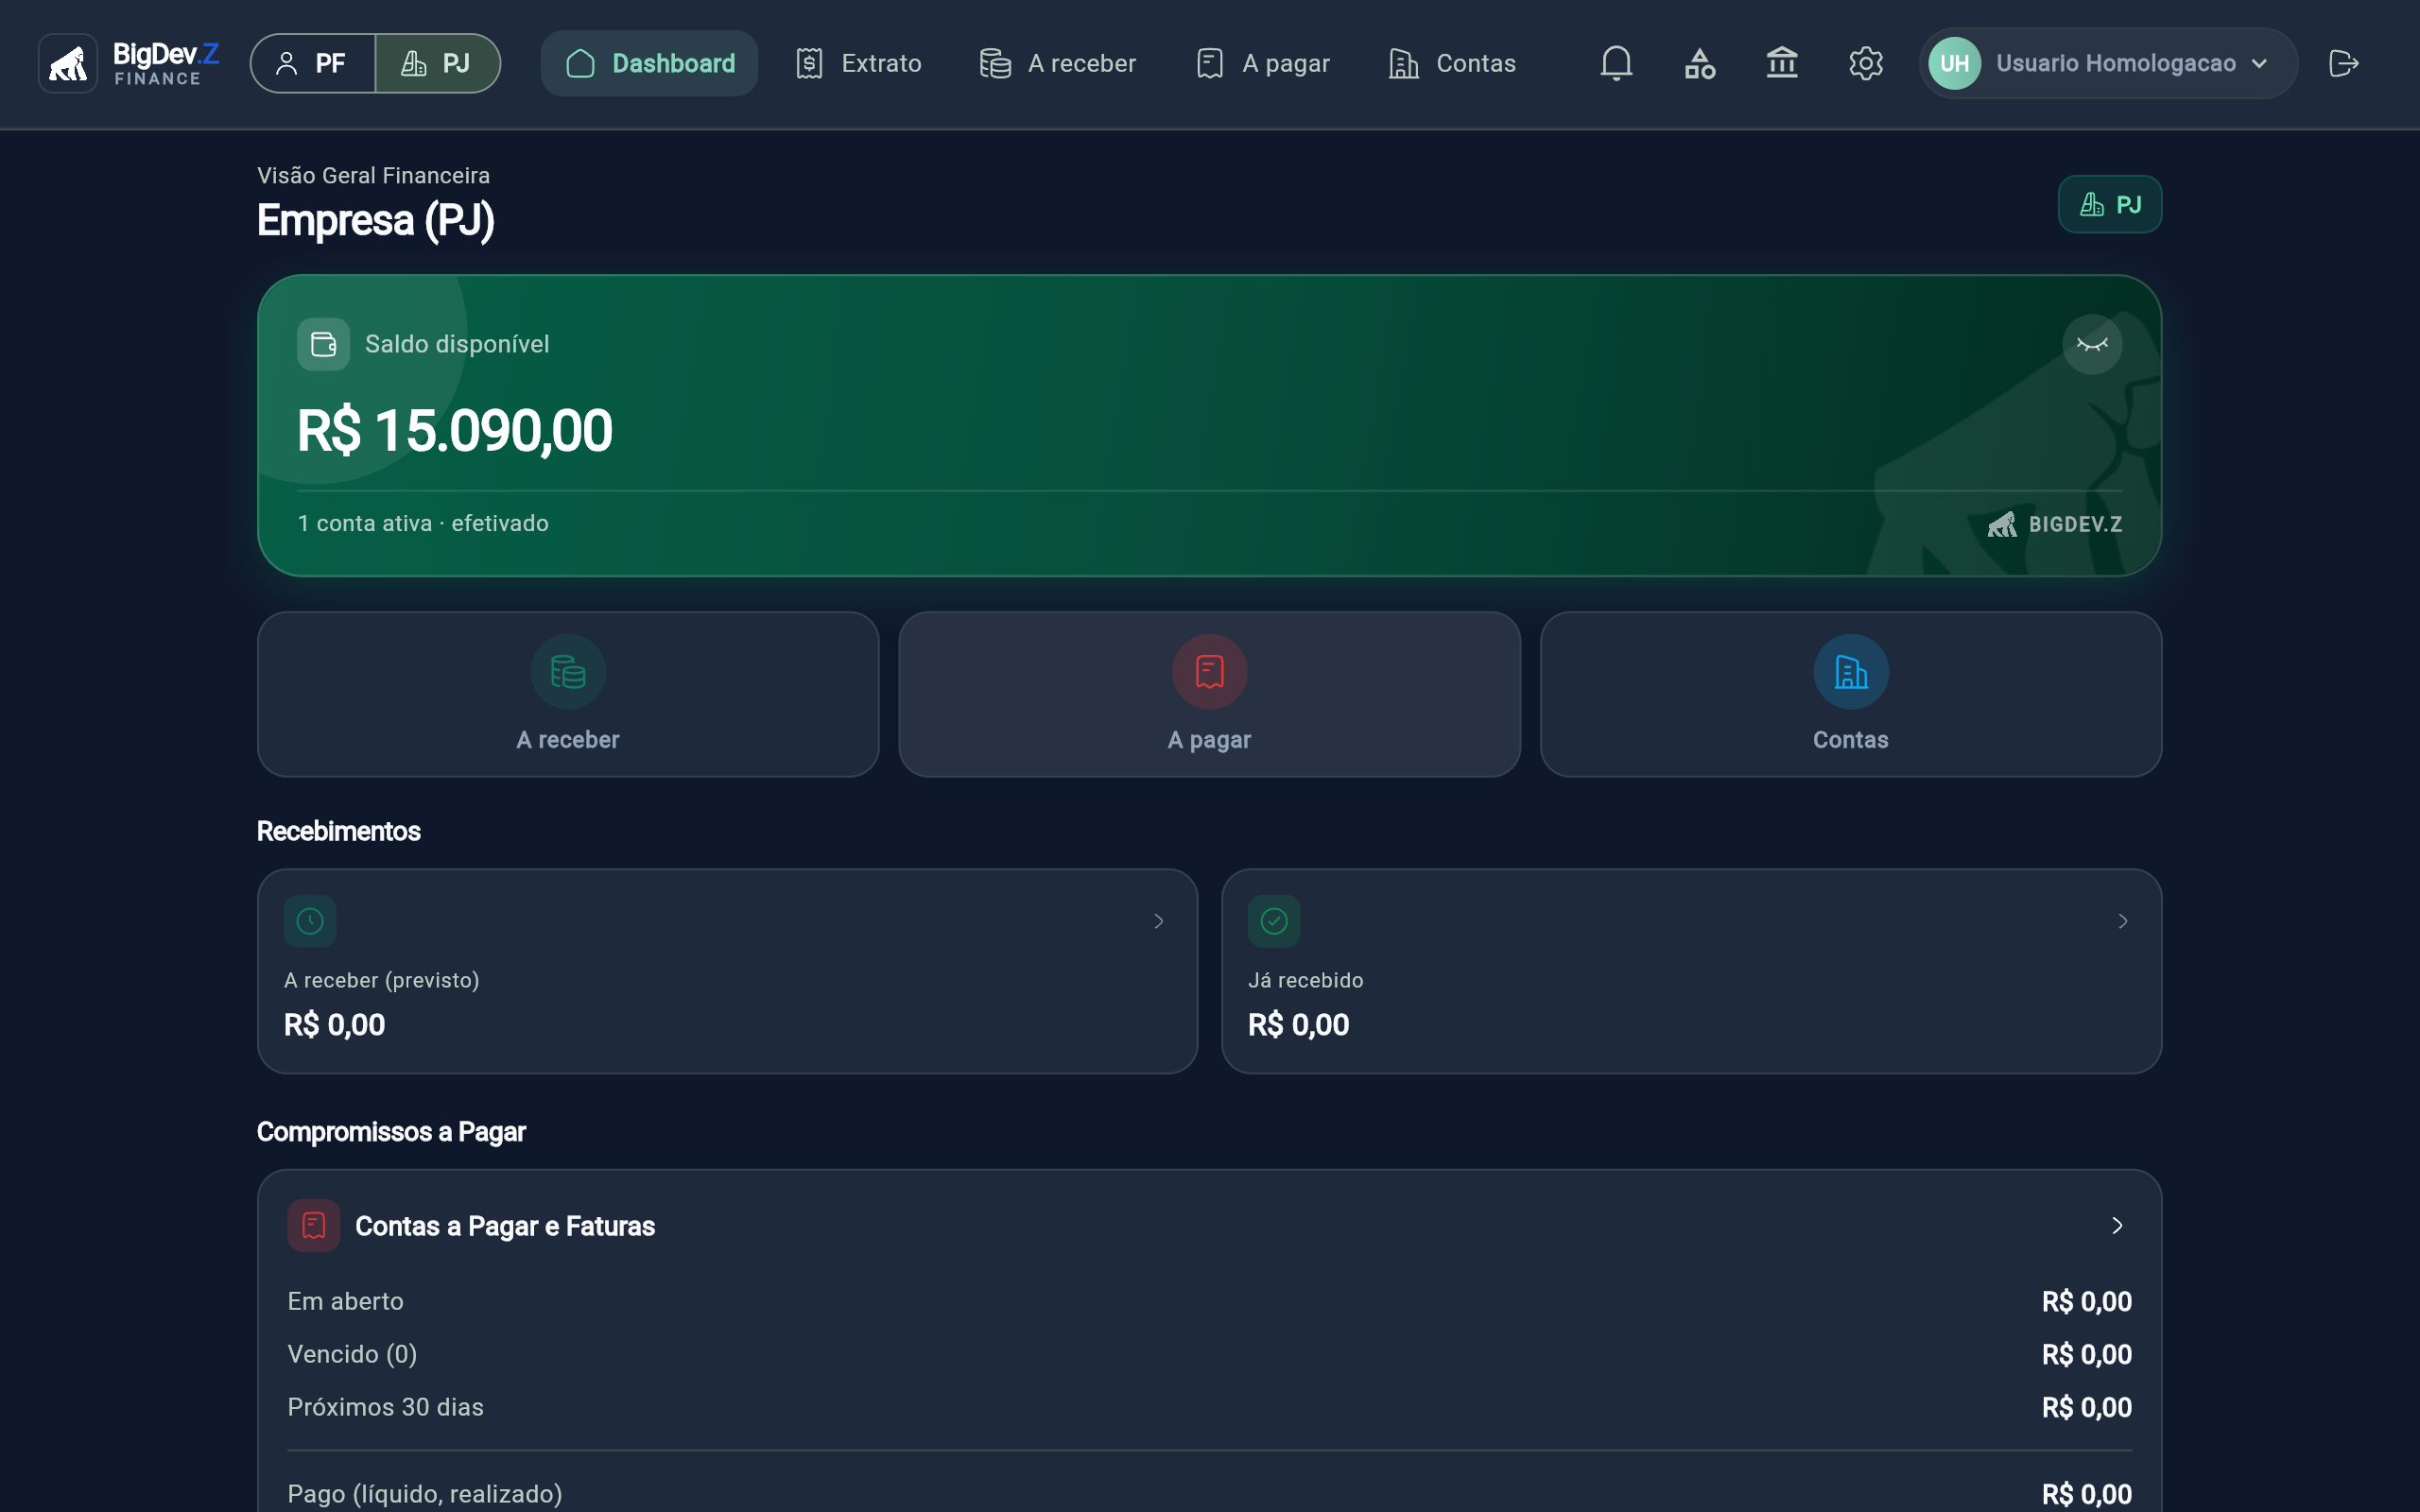 BigDev.Z
FINANCE
PF
PJ
Dashboard
Extrato
A receber
A pagar
Contas
UH
Usuario Homologacao
Visão Geral Financeira
Empresa (PJ)
PJ
Saldo disponível
R$ 15.090,00
1 conta ativa · efetivado
BIGDEV.Z
A receber
A pagar
Contas
Recebimentos
A receber (previsto)
R$ 0,00
Já recebido
R$ 0,00
Compromissos a Pagar
Contas a Pagar e Faturas
Em aberto R$ 0,00
Vencido (0) R$ 0,00
Próximos 30 dias R$ 0,00
Pago (líquido, realizado) R$ 0,00